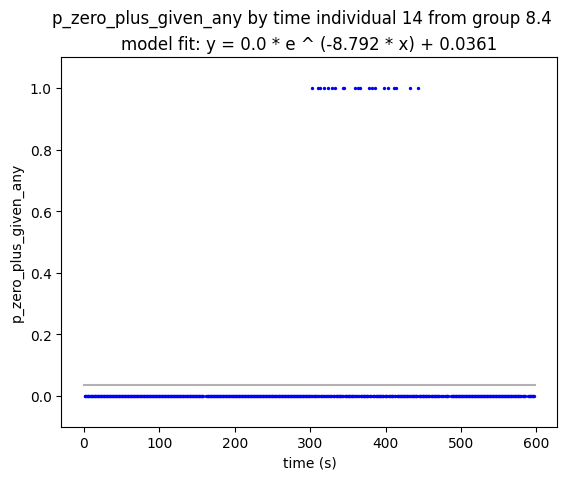 p_zero_plus_given_any by time individual 14 from group 8.4
model fit: y = 0.0 * e ^ (-8.792 * x) + 0.0361
1.0
0.8
0.6
0.4
0.2
0.0
p_zero_plus_given_any
0 100 200 300 400 500 600
time (s)